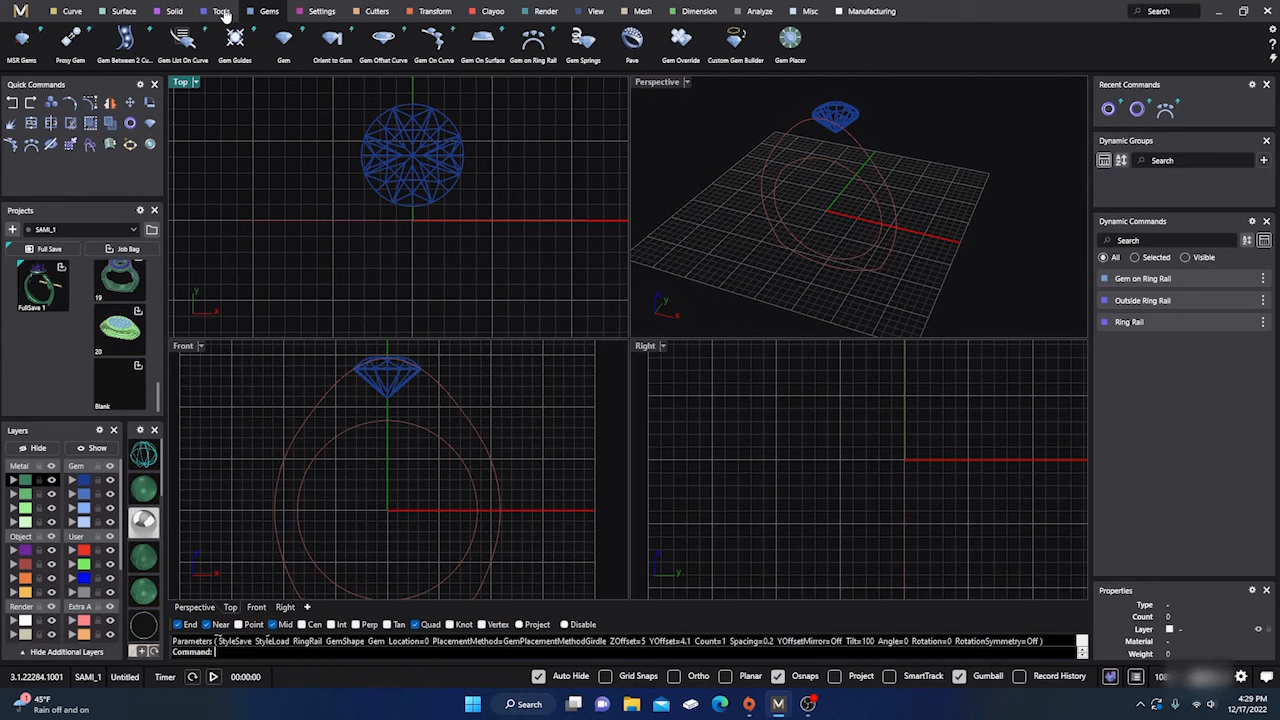 Curve Surface Solid Tools Gems Settings Cutters Transform Clayoo Render View Mesh Dimension Analyze Misc Manufacturing Search
MSR Gems Proxy Gem Gem Between 2 Cu... Gem List On Curve Gem Guides Gem Orient to Gem Gem Offset Curve Gem On Curve Gem On Surface Gem on Ring Rail Gem Springs Pave Gem Override Custom Gem Builder Gem Placer
Quick Commands
Projects
SAMI_1
Full Save Job Bag
FullSave 1
19
20
Blank
Layers
Hide Show
Metal Gem
Object User
Render Extra A
Hide Additional Layers
Top
Perspective
Front
Right
y
x
y
x
x
y
Perspective Top Front Right
End Near Point Mid Cen Int Perp Tan Quad Knot Vertex Project Disable
Parameters ( StyleSave StyleLoad RingRail GemShape Gem Location=0 PlacementMethod=GemPlacementMethodGirdle ZOffset=5 YOffset=4.1 Count=1 Spacing=0.2 YOffsetMirror=Off Tilt=100 Angle=0 Rotation=0 RotationSymmetry=Off )
Command:
Recent Commands
Dynamic Groups
Search
Dynamic Commands
Search
All Selected Visible
Gem on Ring Rail
Outside Ring Rail
Ring Rail
Properties
Type -
Count 0
Layer -
Material -
Name -
3.1.22284.1001 SAMI_1 Untitled Timer 00:00:00 Auto Hide Grid Snaps Ortho Planar Osnaps Project SmartTrack Gumball Record History
45°F
Rain off and on
Search
4:29 PM
12/17/2022